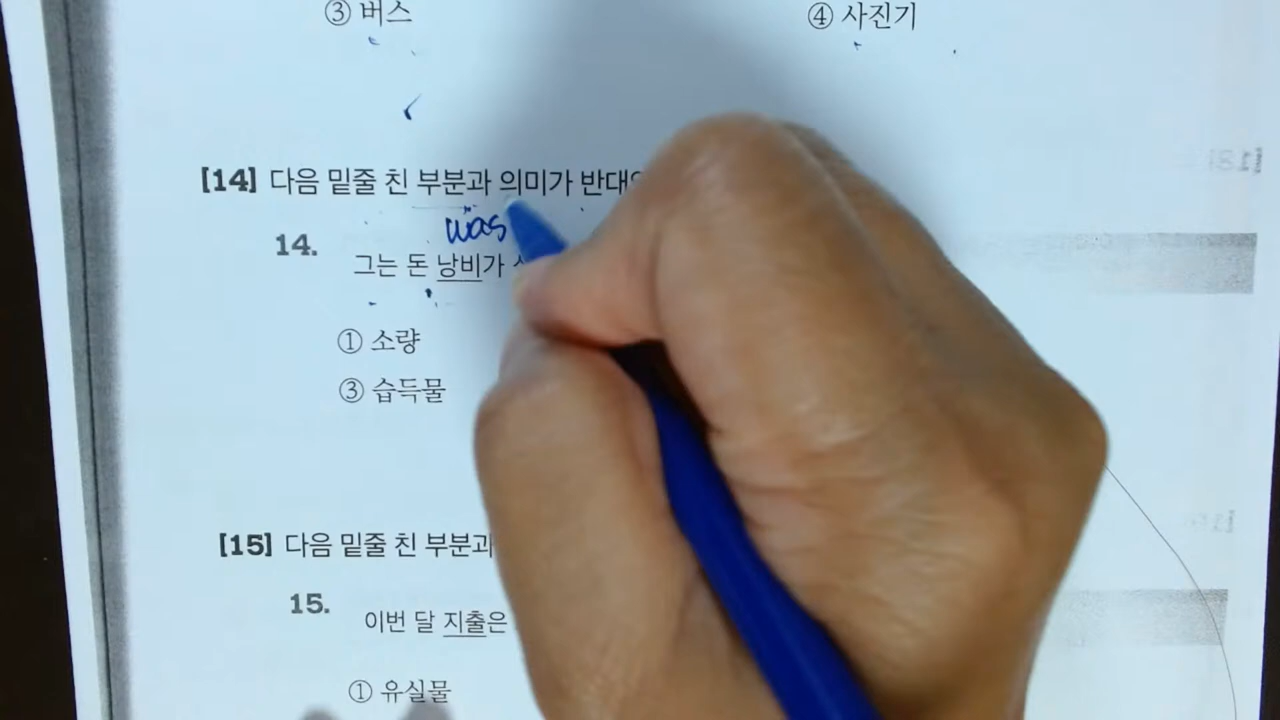 ③ 버스 ④ 사진기
[14] 다음 밑줄 친 부분과 의미가
was
14. 그는 돈 낭비가
① 소량
③ 습득물
[15] 다음 밑줄 친 부분과
15. 이번 달 지출은
① 유실물